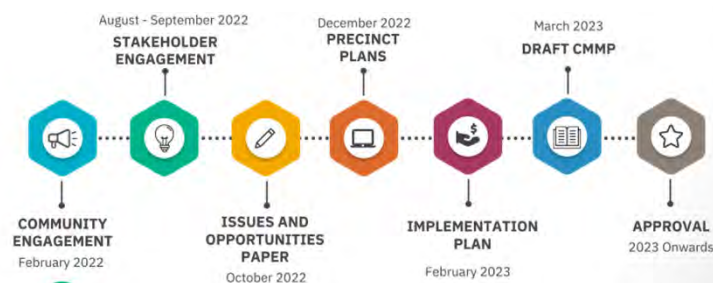 August - September 2022
STAKEHOLDER
ENGAGEMENT
December 2022
PRECINCT
PLANS
March 2023
DRAFT CMMP
$
COMMUNITY
ENGAGEMENT
February 2022
ISSUES AND
OPPORTUNITIES
PAPER
October 2022
IMPLEMENTATION
PLAN
February 2023
APPROVAL
2023 Onwards